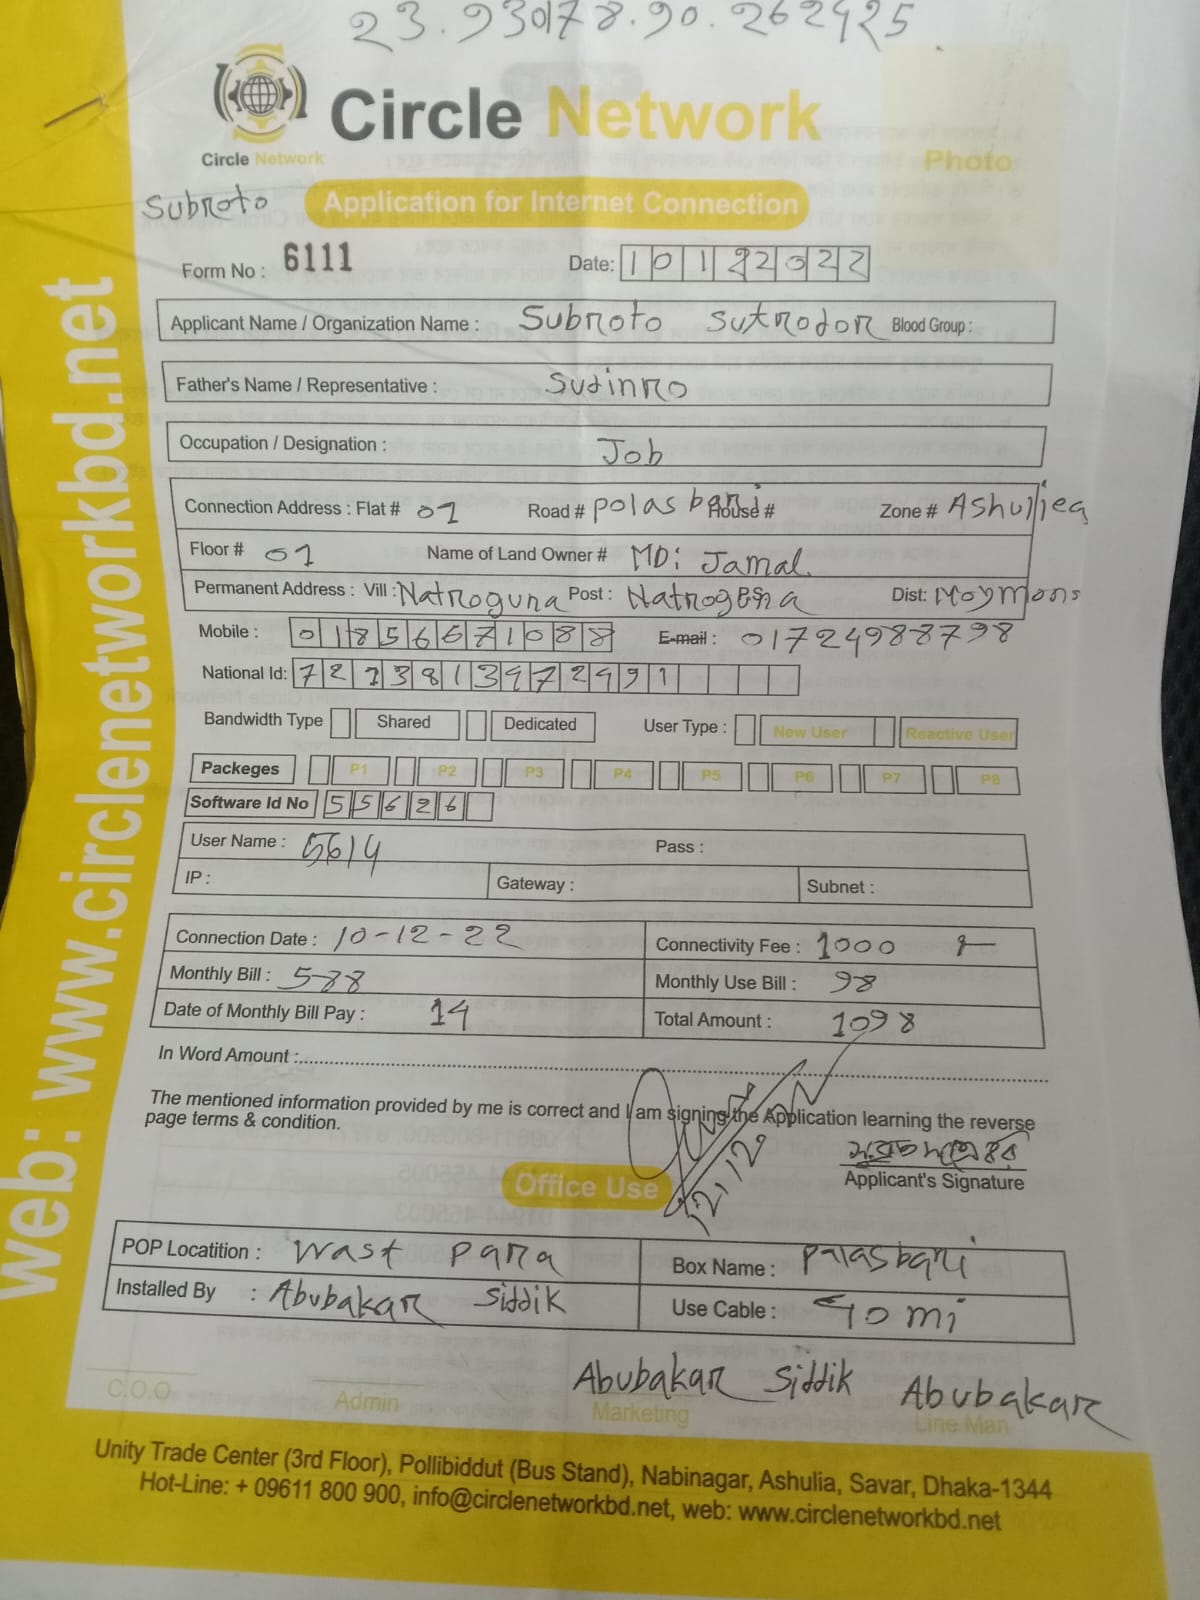 23.93078.90.262425
Circle Network
Circle Network
Photo
Subroto
Application for Internet Connection
Form No : 6111 Date: 10122022
Applicant Name / Organization Name : Subroto Sutrodor Blood Group :
Father's Name / Representative : Sudinro
Occupation / Designation : Job
Connection Address : Flat # 01 Road # polasbari House # Zone # Ashuliea
Floor # 01 Name of Land Owner # MD: Jamal.
Permanent Address : Vill : Natroguna Post : Natrogona Dist: Moymons
Mobile : 01856671088 E-mail : 01724988798
National Id: 7213813972491
Bandwidth Type Shared Dedicated User Type : New User Reactive User
Packeges P1 P2 P3 P4 P5 P6 P7 P8
Software Id No 55626
User Name : 5614 Pass :
IP : Gateway : Subnet :
Connection Date : 10-12-22 Connectivity Fee : 1000
Monthly Bill : 588 Monthly Use Bill : 98
Date of Monthly Bill Pay : 14 Total Amount : 1098
In Word Amount :
The mentioned information provided by me is correct and I am signing the Application learning the reverse
page terms & condition.
Applicant's Signature
Office Use
POP Locatition : Wast para Box Name : Palasbari
Installed By : Abubakar Siddik Use Cable : 90 mi
Abubakar Siddik Abubakar
C.O.O Admin Marketing Line Man
Unity Trade Center (3rd Floor), Pollibiddut (Bus Stand), Nabinagar, Ashulia, Savar, Dhaka-1344
Hot-Line: + 09611 800 900, info@circlenetworkbd.net, web: www.circlenetworkbd.net
web: www.circlenetworkbd.net